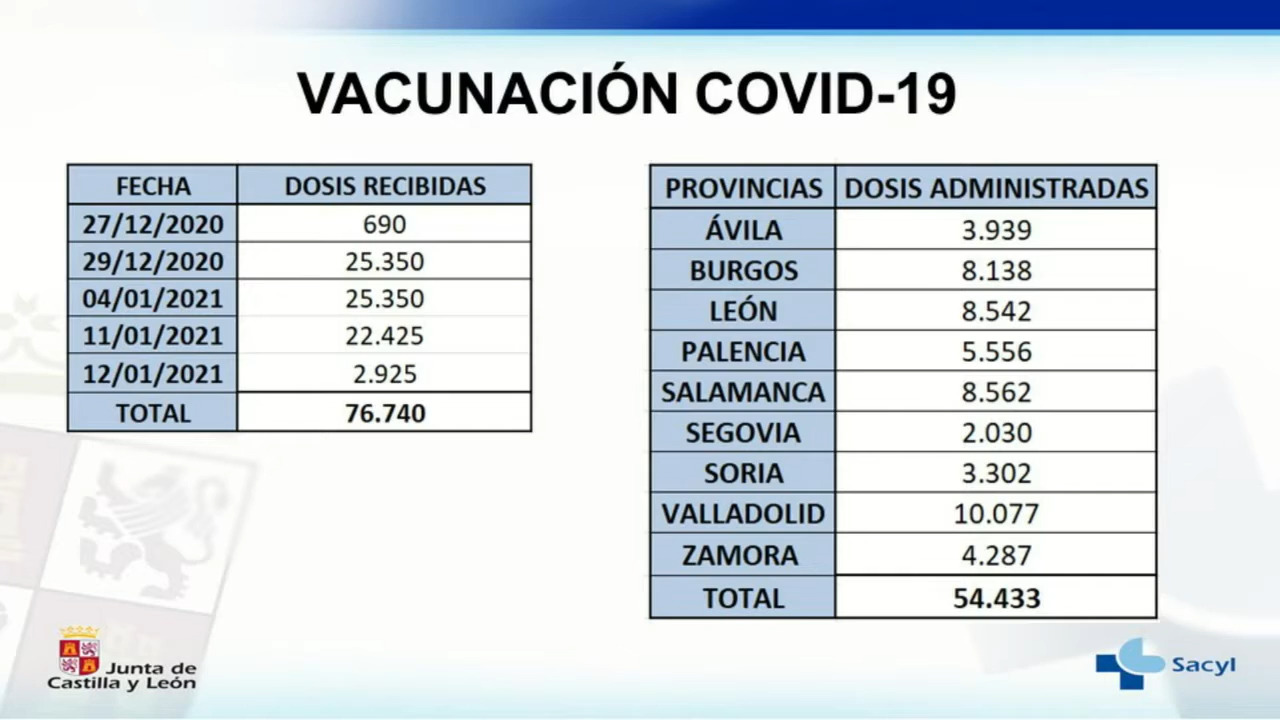 VACUNACIÓN COVID-19
FECHA DOSIS RECIBIDAS
27/12/2020 690
29/12/2020 25.350
04/01/2021 25.350
11/01/2021 22.425
12/01/2021 2.925
TOTAL 76.740
PROVINCIAS DOSIS ADMINISTRADAS
ÁVILA 3.939
BURGOS 8.138
LEÓN 8.542
PALENCIA 5.556
SALAMANCA 8.562
SEGOVIA 2.030
SORIA 3.302
VALLADOLID 10.077
ZAMORA 4.287
TOTAL 54.433
Junta de
Castilla y León
Sacyl